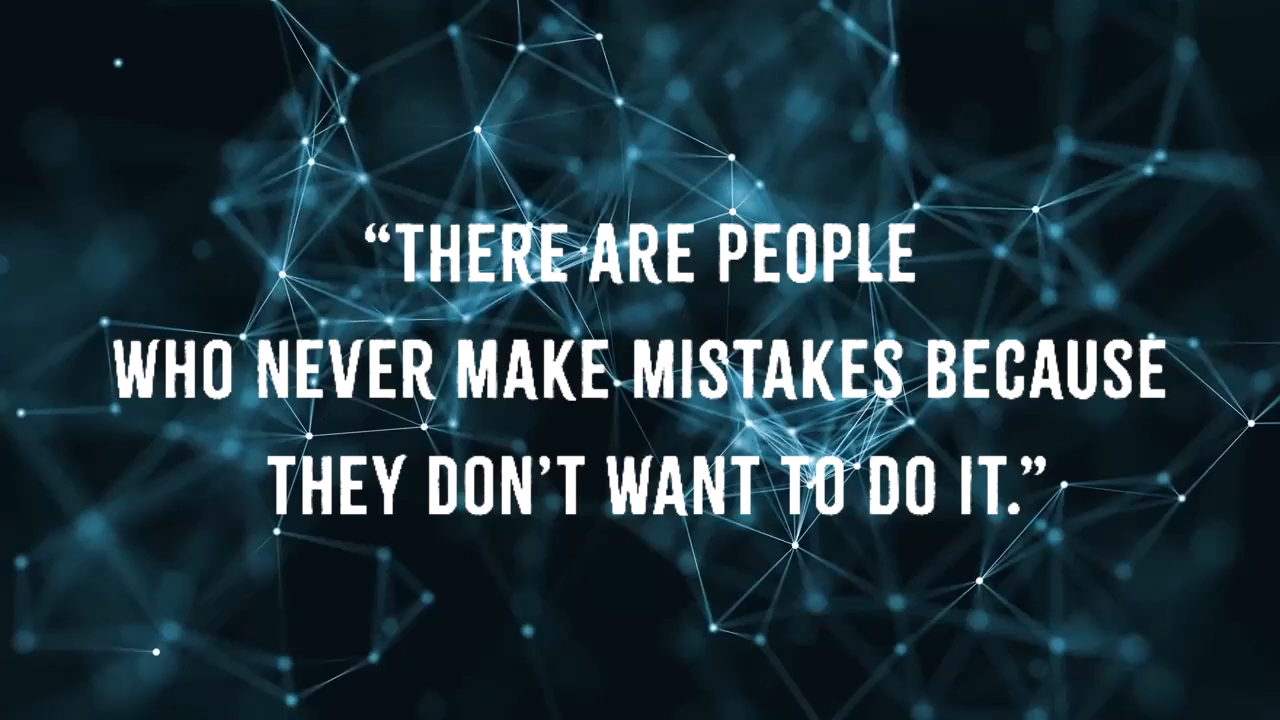 “THERE ARE PEOPLE
WHO NEVER MAKE MISTAKES BECAUSE
THEY DON’T WANT TO DO IT.”